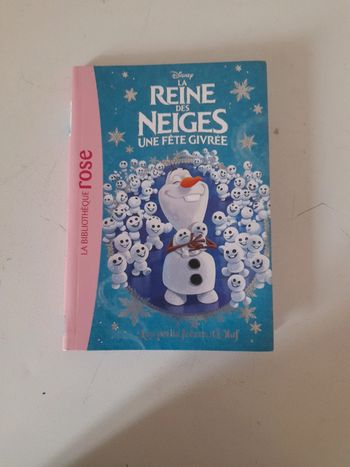 Disney
LA
REINE
DES
NEIGES
UNE FÊTE GIVRÉE
LA BIBLIOTHÈQUE rose